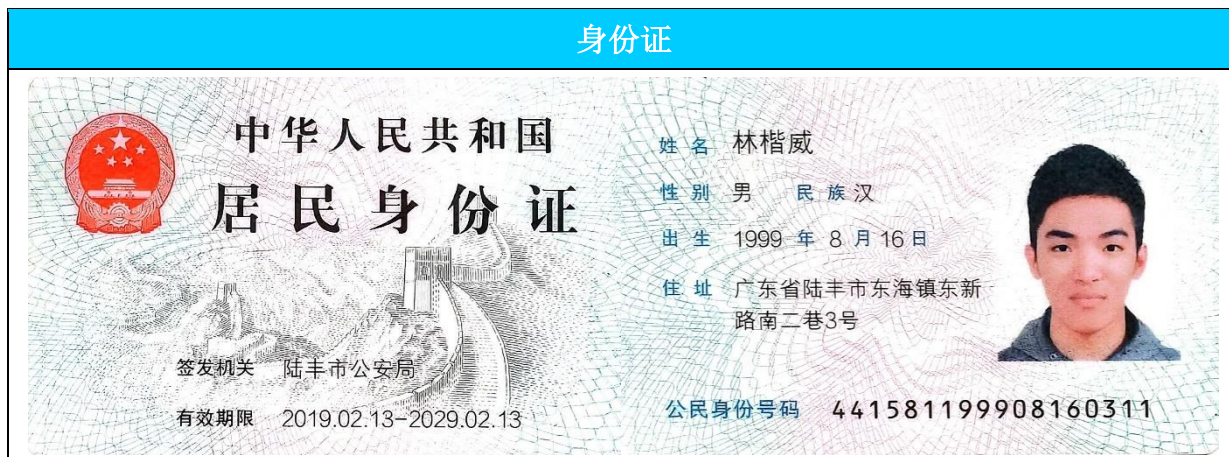 身份证
中华人民共和国
居民身份证
签发机关 陆丰市公安局
有效期限 2019.02.13-2029.02.13
姓名 林楷威
性别 男 民族 汉
出生 1999 年 8 月 16 日
住址 广东省陆丰市东海镇东新
路南二巷3号
公民身份号码 441581199908160311